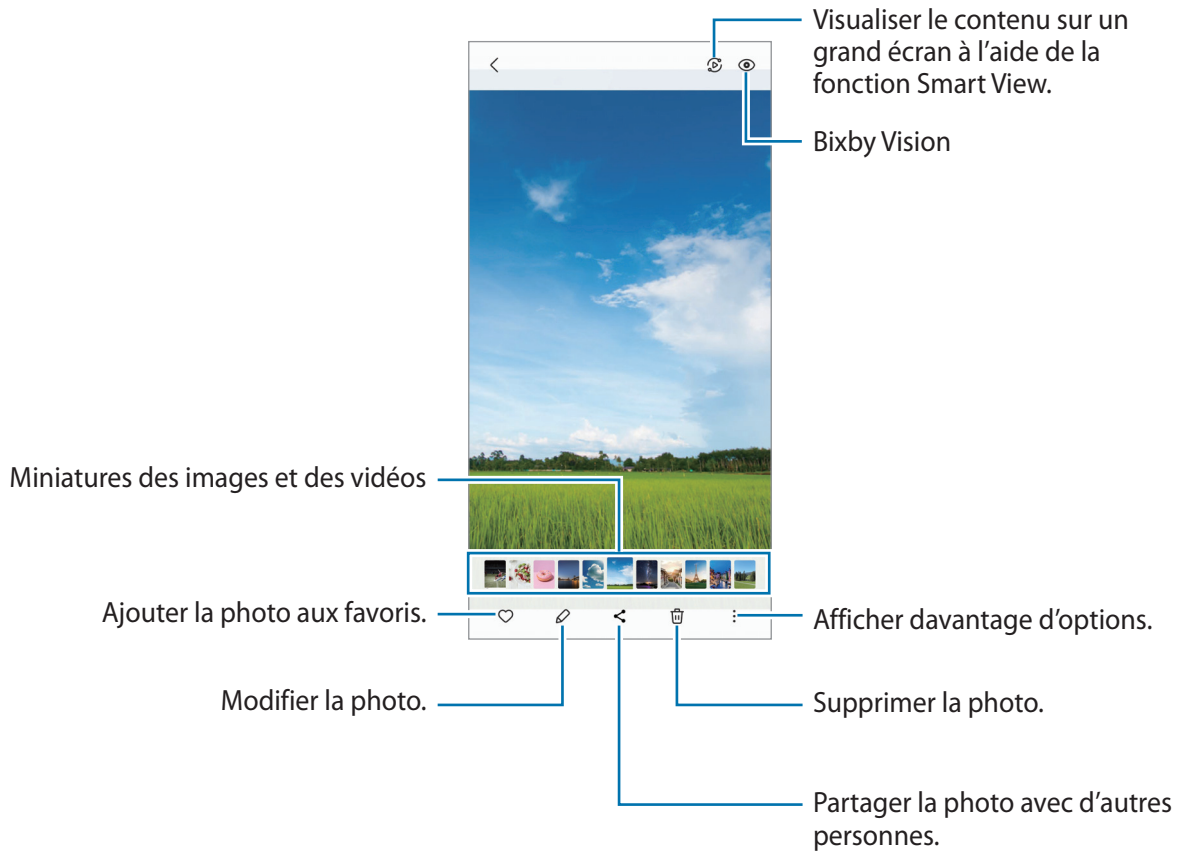 Visualiser le contenu sur un
grand écran à l’aide de la
fonction Smart View.
Bixby Vision
Miniatures des images et des vidéos
Ajouter la photo aux favoris.
Afficher davantage d’options.
Modifier la photo.
Supprimer la photo.
Partager la photo avec d’autres
personnes.